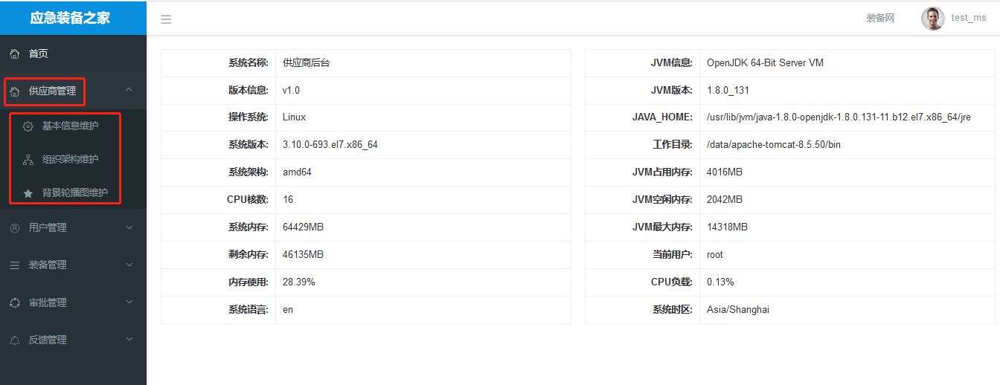 应急装备之家
装备网
test_ms
首页
供应商管理
基本信息维护
组织架构维护
背景轮播图维护
用户管理
装备管理
审批管理
反馈管理
系统名称: 供应商后台
版本信息: v1.0
操作系统: Linux
系统版本: 3.10.0-693.el7.x86_64
系统架构: amd64
CPU核数: 16
系统内存: 64429MB
剩余内存: 46135MB
内存使用: 28.39%
系统语言: en
JVM信息: OpenJDK 64-Bit Server VM
JVM版本: 1.8.0_131
JAVA_HOME: /usr/lib/jvm/java-1.8.0-openjdk-1.8.0.131-11.b12.el7.x86_64/jre
工作目录: /data/apache-tomcat-8.5.50/bin
JVM占用内存: 4016MB
JVM空闲内存: 2042MB
JVM最大内存: 14318MB
当前用户: root
CPU负载: 0.13%
系统时区: Asia/Shanghai